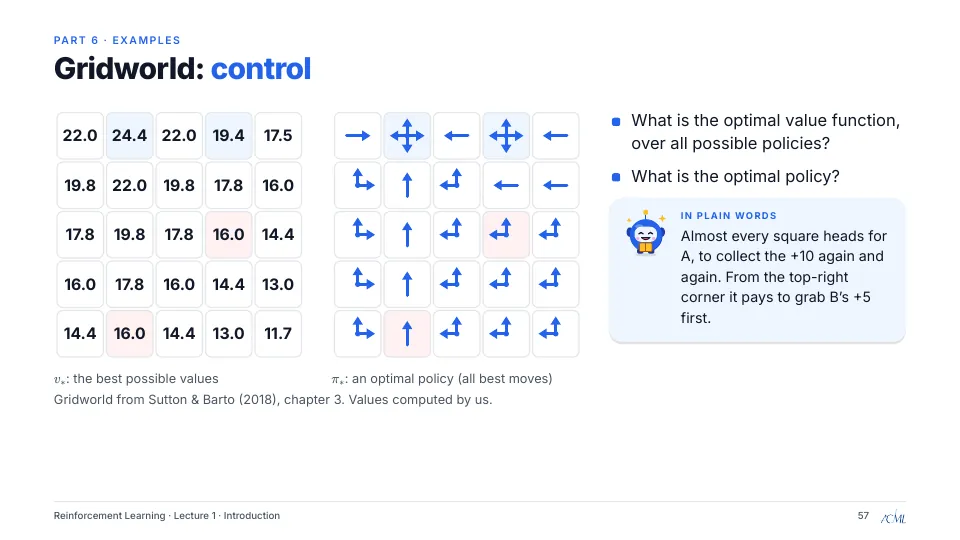 PART 6 · EXAMPLES
Gridworld: control
22.0 24.4 22.0 19.4 17.5
19.8 22.0 19.8 17.8 16.0
17.8 19.8 17.8 16.0 14.4
16.0 17.8 16.0 14.4 13.0
14.4 16.0 14.4 13.0 11.7
v*: the best possible values
π*: an optimal policy (all best moves)
Gridworld from Sutton & Barto (2018), chapter 3. Values computed by us.
What is the optimal value function,
over all possible policies?
What is the optimal policy?
IN PLAIN WORDS
Almost every square heads for
A, to collect the +10 again and
again. From the top-right
corner it pays to grab B’s +5
first.
Reinforcement Learning · Lecture 1 · Introduction
57
ACML